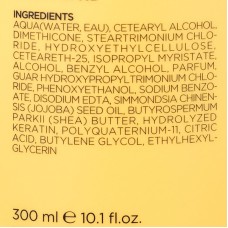 INGREDIENTS
AQUA(WATER, EAU), CETEARYL ALCOHOL,
DIMETHICONE, STEARTRIMONIUM CHLO-
RIDE, HYDROXYETHYLCELLULOSE,
CETEARETH-25, ISOPROPYL MYRISTATE,
ALCOHOL, BENZYL ALCOHOL, PARFUM,
GUAR HYDROXYPROPYLTRIMONIUM CHLO-
RIDE, PHENOXYETHANOL, SODIUM BENZO-
ATE, DISODIUM EDTA, SIMMONDSIA CHINEN-
SIS (JOJOBA) SEED OIL, BUTYROSPERMUM
PARKII (SHEA) BUTTER, HYDROLYZED
KERATIN, POLYQUATERNIUM-11, CITRIC
ACID, BUTYLENE GLYCOL, ETHYLHEXYL-
GLYCERIN
300 ml ℮ 10.1 fl.oz.